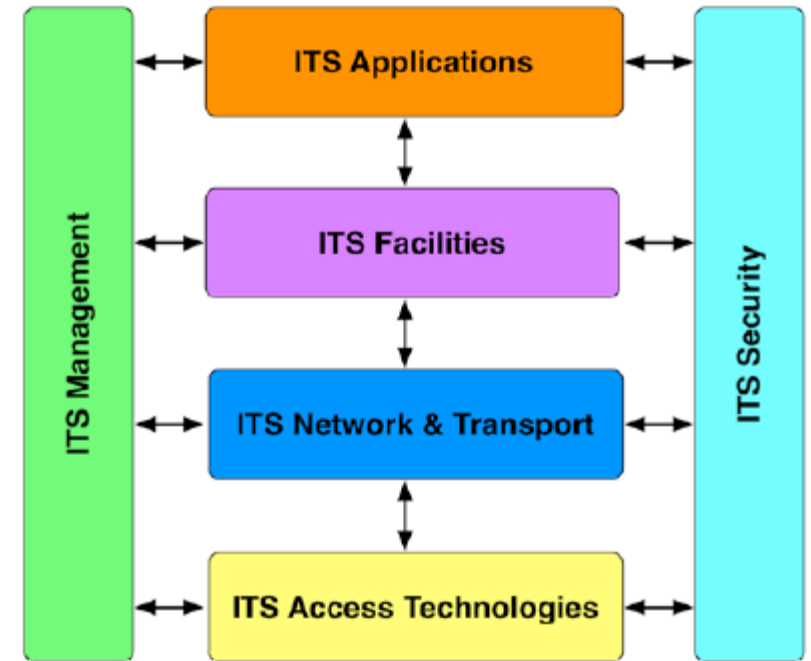 ITS Applications
ITS Facilities
ITS Management
ITS Security
ITS Network & Transport
ITS Access Technologies